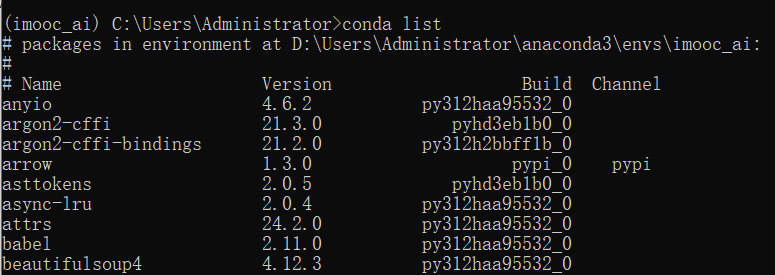 (imooc_ai) C:\Users\Administrator>conda list
# packages in environment at D:\Users\Administrator\anaconda3\envs\imooc_ai:
#
# Name                    Version                   Build  Channel
anyio                     4.6.2           py312haa95532_0
argon2-cffi               21.3.0             pyhd3eb1b0_0
argon2-cffi-bindings      21.2.0          py312h2bbff1b_0
arrow                     1.3.0                    pypi_0    pypi
asttokens                 2.0.5              pyhd3eb1b0_0
async-lru                 2.0.4           py312haa95532_0
attrs                     24.2.0          py312haa95532_0
babel                     2.11.0          py312haa95532_0
beautifulsoup4            4.12.3          py312haa95532_0